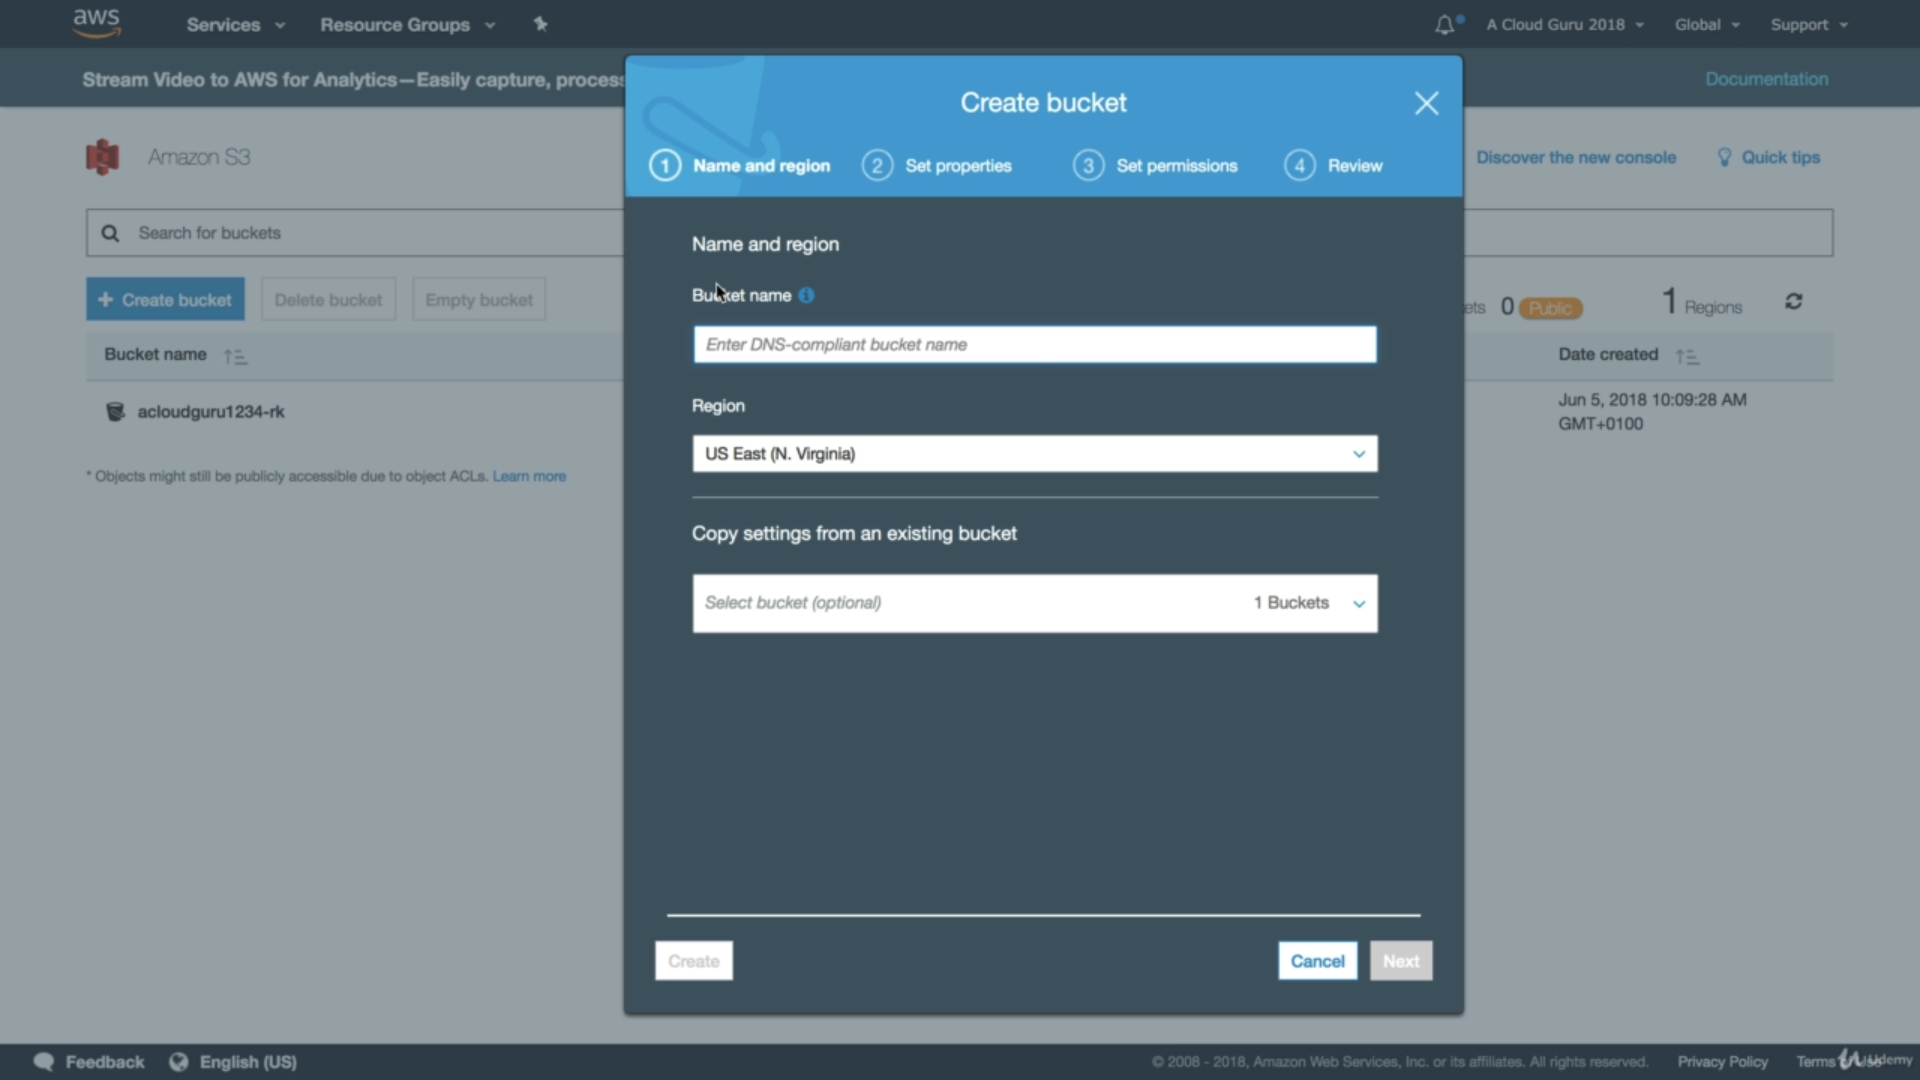 aws
Services
Resource Groups
A Cloud Guru 2018
Global
Support
Stream Video to AWS for Analytics—Easily capture, process
Documentation
Create bucket
1 Name and region
2 Set properties
3 Set permissions
4 Review
Amazon S3
Discover the new console
Quick tips
Search for buckets
+ Create bucket
Delete bucket
Empty bucket
0 Public
1 Regions
Bucket name
Date created
acloudguru1234-rk
Jun 5, 2018 10:09:28 AM
GMT+0100
* Objects might still be publicly accessible due to object ACLs. Learn more
Name and region
Bucket name
Enter DNS-compliant bucket name
Region
US East (N. Virginia)
Copy settings from an existing bucket
Select bucket (optional)
1 Buckets
Create
Cancel
Next
Feedback
English (US)
© 2008 - 2018, Amazon Web Services, Inc. or its affiliates. All rights reserved.
Privacy Policy
Terms
Udemy